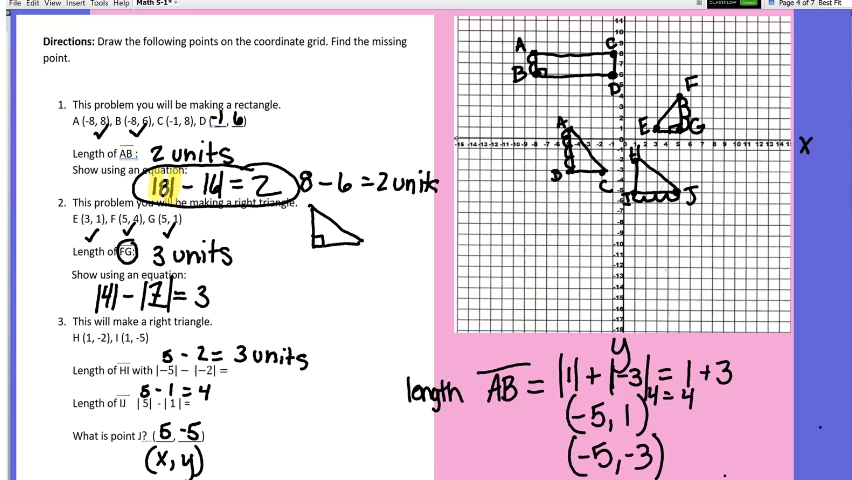 File Edit View Insert Format Tools Help Math 5-1* Page 4 of 7 Best Fit
Directions: Draw the following points on the coordinate grid. Find the missing
point.
1. This problem you will be making a rectangle.
A (-8, 8), B (-8, 6), C (-1, 8), D (-1, 6)
Length of AB: 2 units
Show using an equation:
|8| - |6| = 2 8 - 6 = 2 units
2. This problem you will be making a right triangle.
E (3, 1), F (5, 4), G (5, 1)
Length of FG: 3 units
Show using an equation:
|4| - |7| = 3
3. This will make a right triangle.
H (1, -2), I (1, -5)
5 - 2 = 3 units
Length of HI with |-5| - |-2| =
5 - 1 = 4
Length of IJ |5| - |1| =
What is point J? (5, -5)
(x, y)
A C
B D
F
E G
A
D C
H
I J
x
y
length AB = |1| + |-3| = 1 + 3
4 = 4
(-5, 1)
(-5, -3)